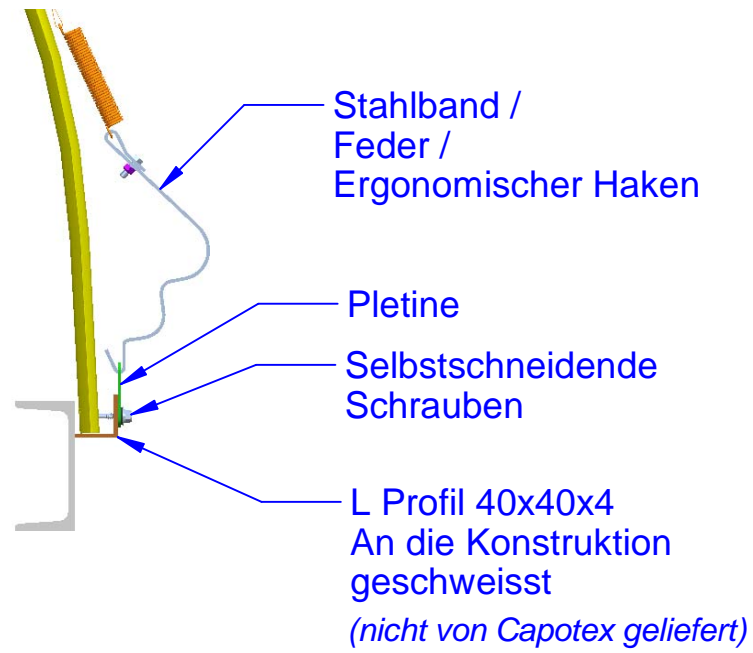 Stahlband /
Feder /
Ergonomischer Haken
Pletine
Selbstschneidende
Schrauben
L Profil 40x40x4
An die Konstruktion
geschweisst
(nicht von Capotex geliefert)